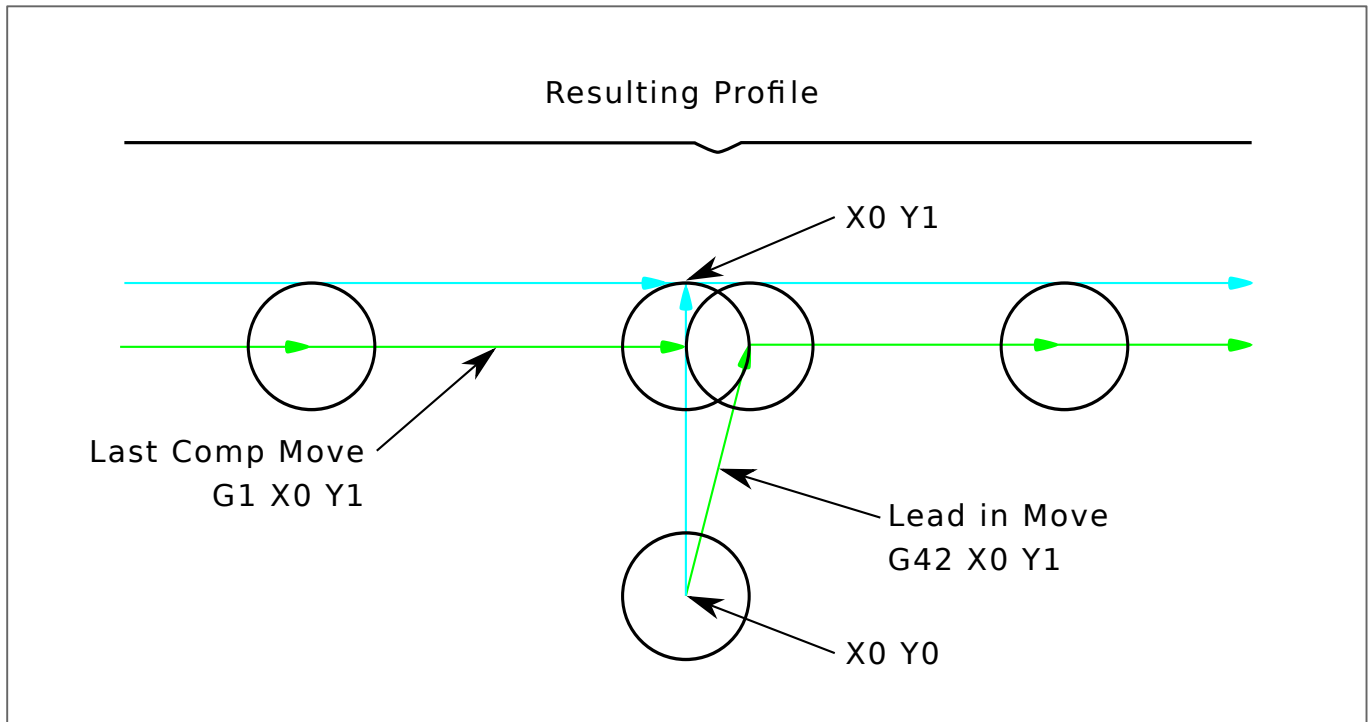 Resulting Profile
X0 Y1
Last Comp Move
G1 X0 Y1
Lead in Move
G42 X0 Y1
X0 Y0